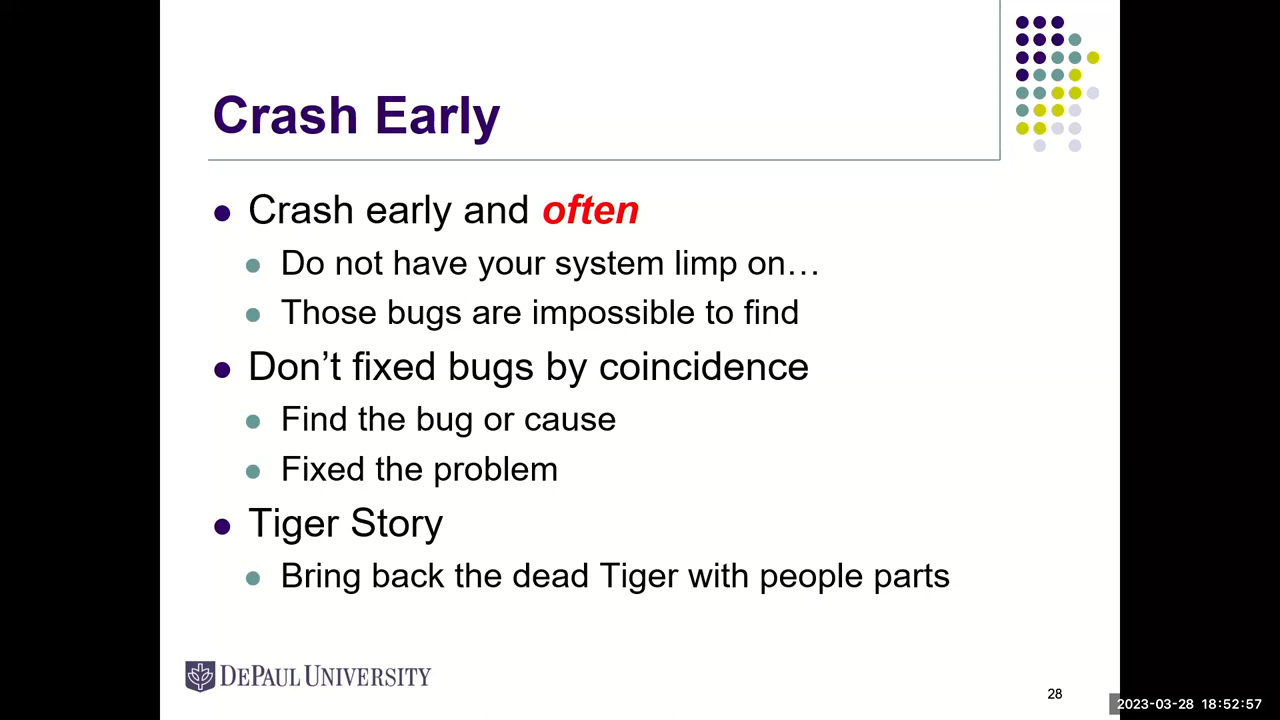 Crash Early
Crash early and often
Do not have your system limp on…
Those bugs are impossible to find
Don’t fixed bugs by coincidence
Find the bug or cause
Fixed the problem
Tiger Story
Bring back the dead Tiger with people parts
DEPAUL UNIVERSITY
28
2023-03-28 18:52:57